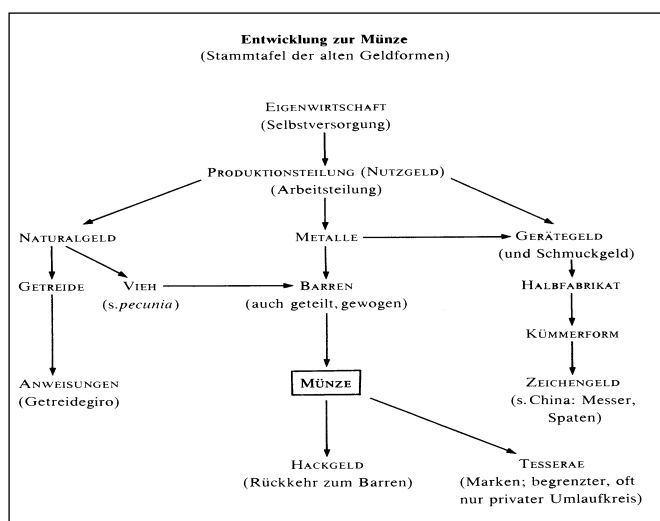 Entwicklung zur Münze
(Stammtafel der alten Geldformen)
EIGENWIRTSCHAFT
(Selbstversorgung)
PRODUKTIONSTEILUNG (NUTZGELD)
(Arbeitsteilung)
NATURALGELD
METALLE
GERÄTEGELD
(und Schmuckgeld)
GETREIDE
VIEH
(s. pecunia)
BARREN
(auch geteilt, gewogen)
HALBFABRIKAT
KÜMMERFORM
ANWEISUNGEN
(Getreidegiro)
MÜNZE
ZEICHENGELD
(s. China: Messer,
Spaten)
HACKGELD
(Rückkehr zum Barren)
TESSERAE
(Marken; begrenzter, oft
nur privater Umlaufkreis)